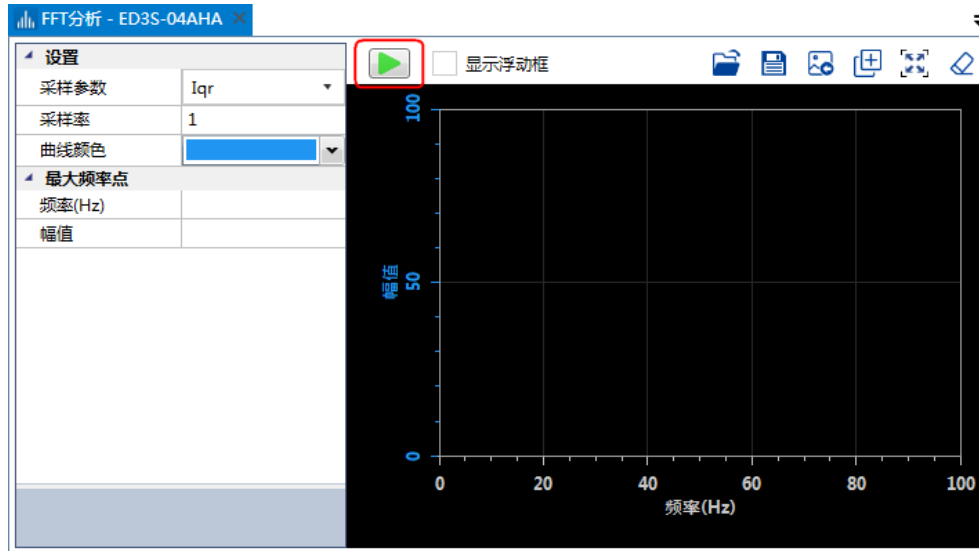 FFT分析 - ED3S-04AHA
设置
采样参数 Iqr
采样率 1
曲线颜色
最大频率点
频率(Hz)
幅值
显示浮动框
100
幅值 50
0
0 20 40 60 80 100
频率(Hz)